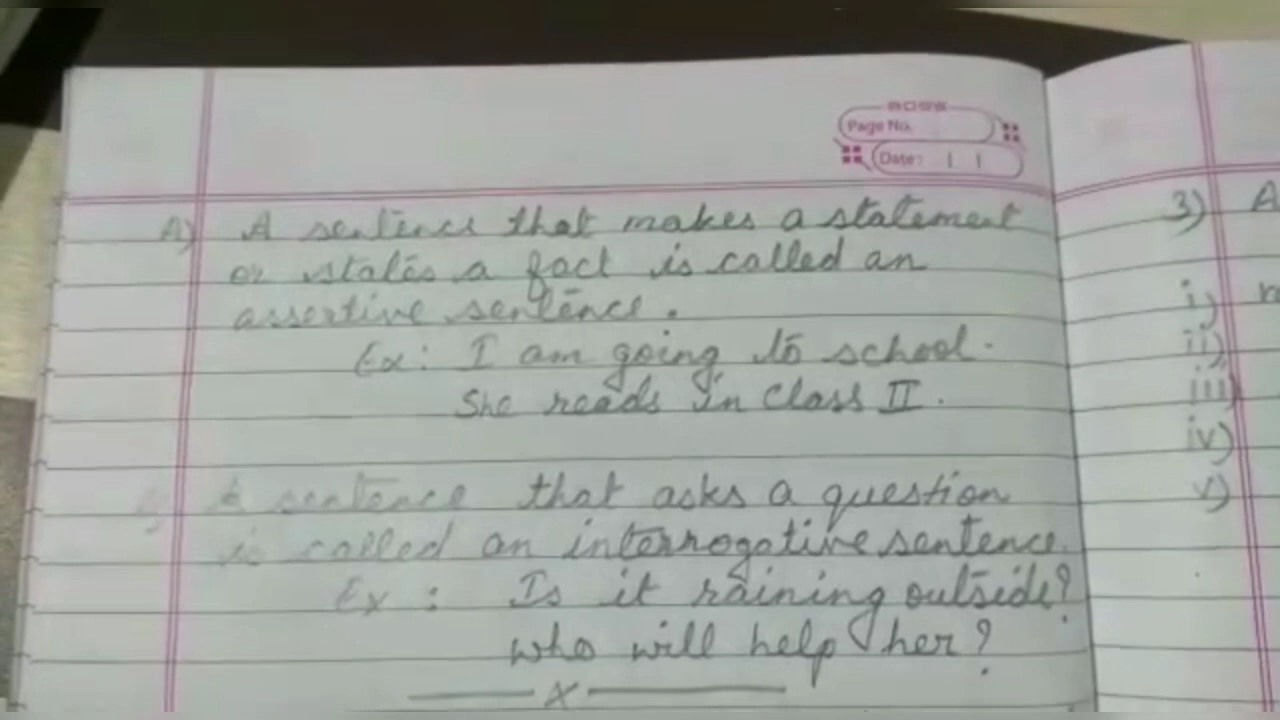 Page No.
Date:
A) A sentence that makes a statement
or states a fact is called an
assertive sentence.
Ex: I am going to school.
She reads in Class II.
A sentence that asks a question
is called an interrogative sentence.
Ex: Is it raining outside?
who will help her?
x
3) A
i)
ii)
iii)
iv)
v)